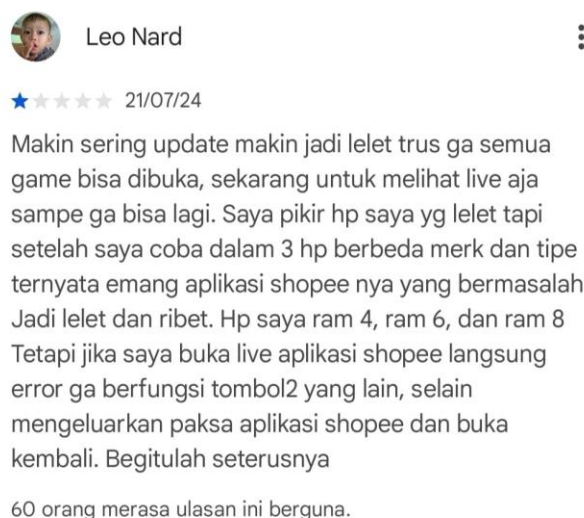 Leo Nard
21/07/24
Makin sering update makin jadi lelet trus ga semua
game bisa dibuka, sekarang untuk melihat live aja
sampe ga bisa lagi. Saya pikir hp saya yg lelet tapi
setelah saya coba dalam 3 hp berbeda merk dan tipe
ternyata emang aplikasi shopee nya yang bermasalah
Jadi lelet dan ribet. Hp saya ram 4, ram 6, dan ram 8
Tetapi jika saya buka live aplikasi shopee langsung
error ga berfungsi tombol2 yang lain, selain
mengeluarkan paksa aplikasi shopee dan buka
kembali. Begitulah seterusnya
60 orang merasa ulasan ini berguna.